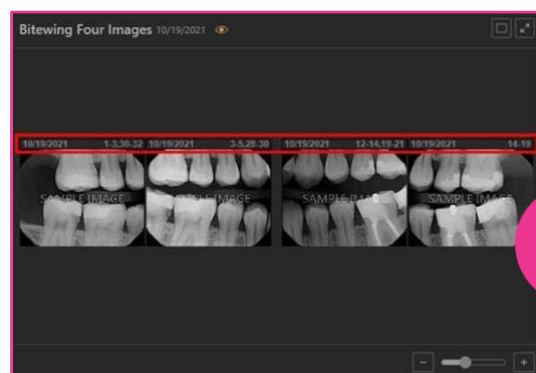 Bitewing Four Images 10/19/2021
10/19/2021 1-3,30-32 10/19/2021 3-5,28-30 10/19/2021 12-14,19-21 10/19/2021 14-19
SAMPLE IMAGE SAMPLE IMAGE SAMPLE IMAGE SAMPLE IMAGE